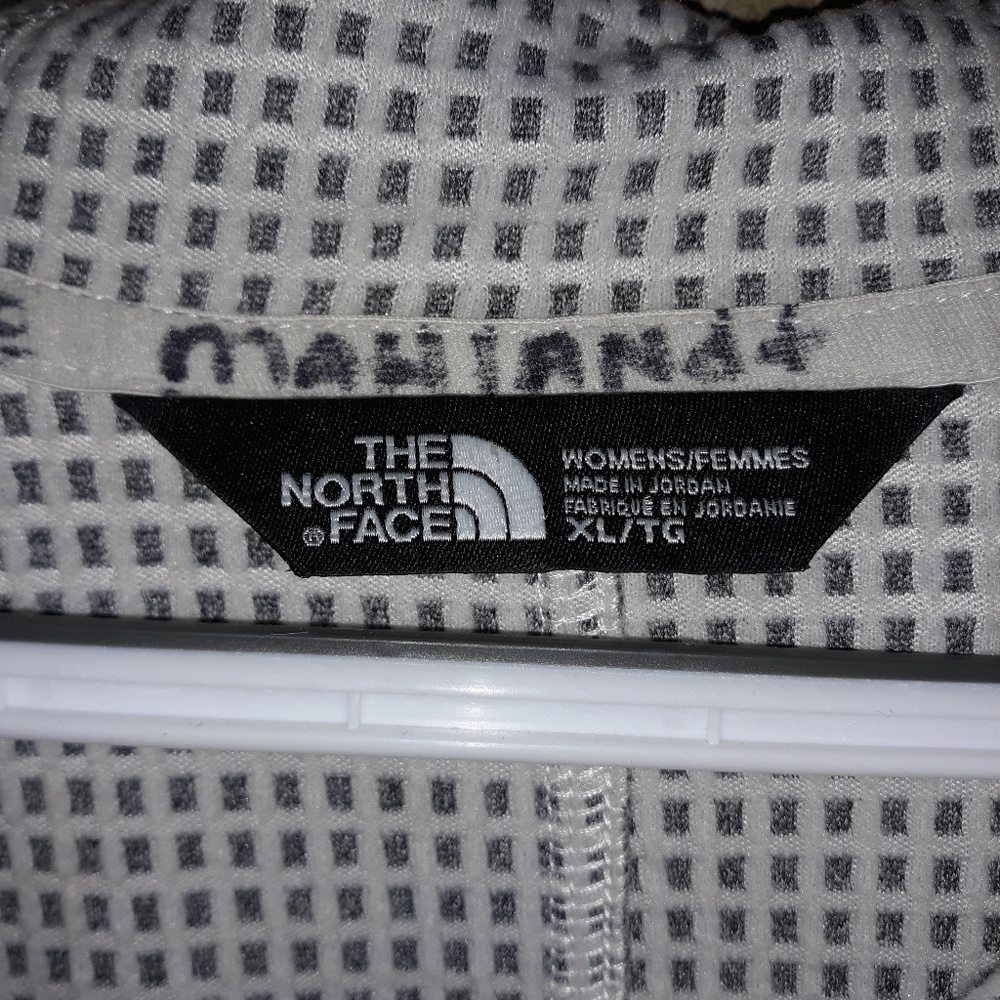 THE
NORTH
® FACE
WOMENS/FEMMES
MADE IN JORDAN
FABRIQUÉ EN JORDANIE
XL/TG